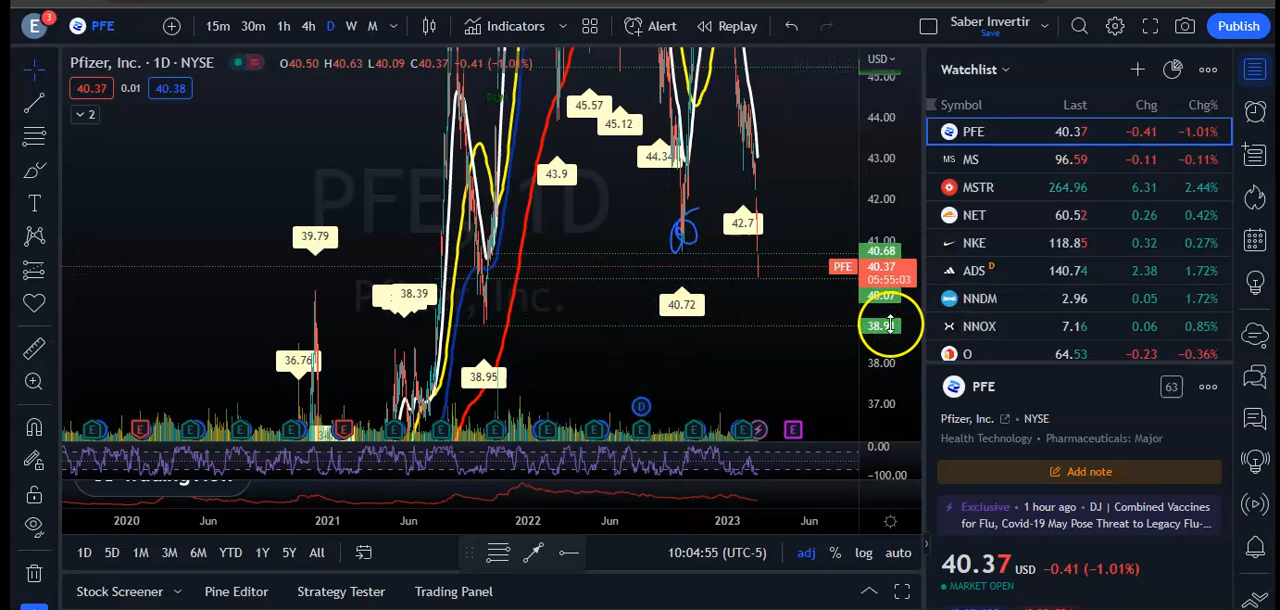 E 3 PFE 15m 30m 1h 4h D W M Indicators Alert Replay Saber Invertir Save Publish
Pfizer, Inc. · 1D · NYSE O40.50 H40.63 L40.09 C40.37 −0.41 (−1.01%)
40.37 0.01 40.38
2
PFE, 1D
Pfizer, Inc.
USD
45.00
44.00
43.00
42.00
41.00
40.68
PFE 40.37
05:55:03
40.07
38.00
37.00
0.00
−100.00
45.57
45.12
44.34
43.9
42.7
39.79
40.72
38.39
36.76
38.95
E E E E E E E E D E E E
2020 Jun 2021 Jun 2022 Jun 2023 Jun
1D 5D 1M 3M 6M YTD 1Y 5Y All 10:04:55 (UTC-5) adj % log auto
Stock Screener Pine Editor Strategy Tester Trading Panel
Watchlist
Symbol Last Chg Chg%
PFE 40.37 −0.41 −1.01%
MS MS 96.59 −0.11 −0.11%
MSTR 264.96 6.31 2.44%
NET 60.52 0.26 0.42%
NKE 118.85 0.32 0.27%
ADS D 140.74 2.38 1.72%
NNDM 2.96 0.05 1.72%
NNOX 7.16 0.06 0.85%
O 64.53 −0.23 −0.36%
PFE 63
Pfizer, Inc. NYSE
Health Technology · Pharmaceuticals: Major
Add note
Exclusive · 1 hour ago · DJ | Combined Vaccines
for Flu, Covid-19 May Pose Threat to Legacy Flu-...
40.37 USD −0.41 (−1.01%)
MARKET OPEN